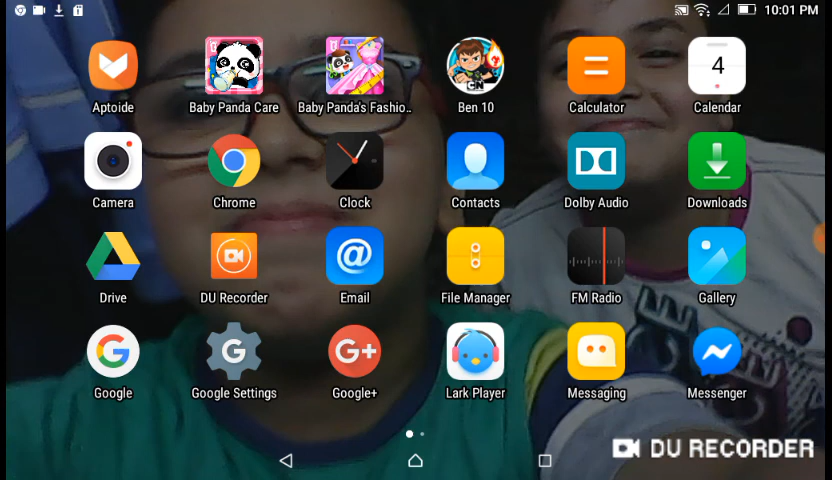 10:01 PM
4
Aptoide
Baby Panda Care
Baby Panda's Fashio..
CN
Ben 10
Calculator
Calendar
Camera
Chrome
Clock
Contacts
Dolby Audio
Downloads
Drive
DU Recorder
@
Email
File Manager
FM Radio
Gallery
G
Google
G
Google Settings
G+
Google+
Lark Player
Messaging
Messenger
DU RECORDER